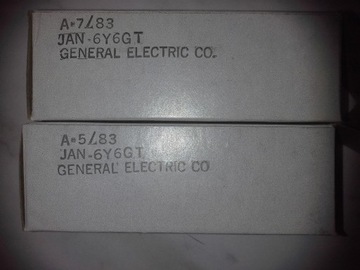 A-7/83
JAN-6Y6GT
GENERAL ELECTRIC CO.
A-5/83
JAN-6Y6GT
GENERAL ELECTRIC CO